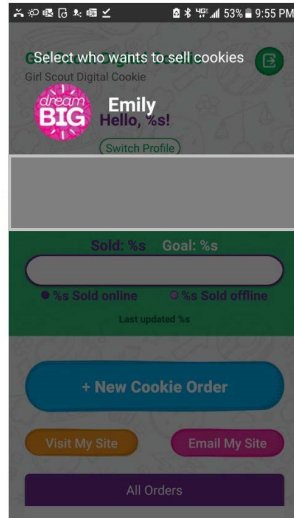 53% 9:55 PM
Select who wants to sell cookies
Girl Scout Digital Cookie
dream
BIG
Emily
Hello, %s!
Switch Profile
Sold: %s Goal: %s
%s Sold online %s Sold offline
Last updated %s
+ New Cookie Order
Visit My Site Email My Site
All Orders